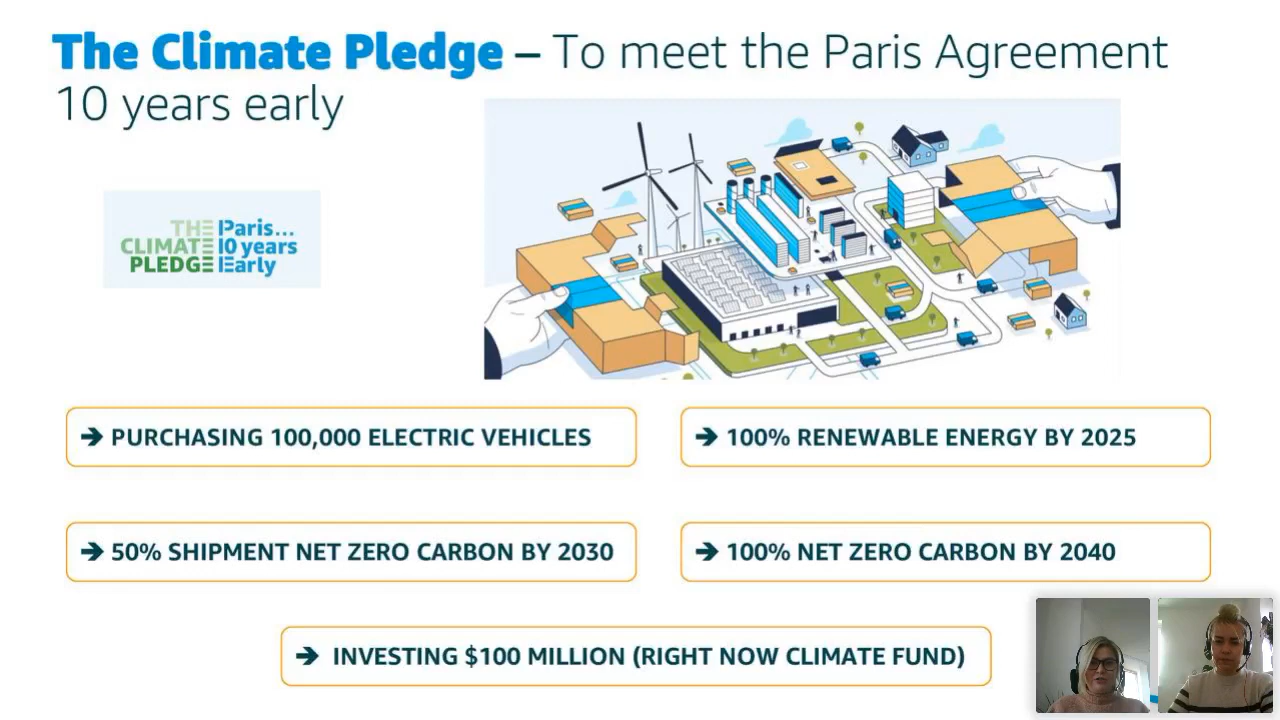 The Climate Pledge – To meet the Paris Agreement
10 years early
THE Paris...
CLIMATE 10 years
PLEDGE Early
➔ PURCHASING 100,000 ELECTRIC VEHICLES
➔ 100% RENEWABLE ENERGY BY 2025
➔ 50% SHIPMENT NET ZERO CARBON BY 2030
➔ 100% NET ZERO CARBON BY 2040
➔ INVESTING $100 MILLION (RIGHT NOW CLIMATE FUND)